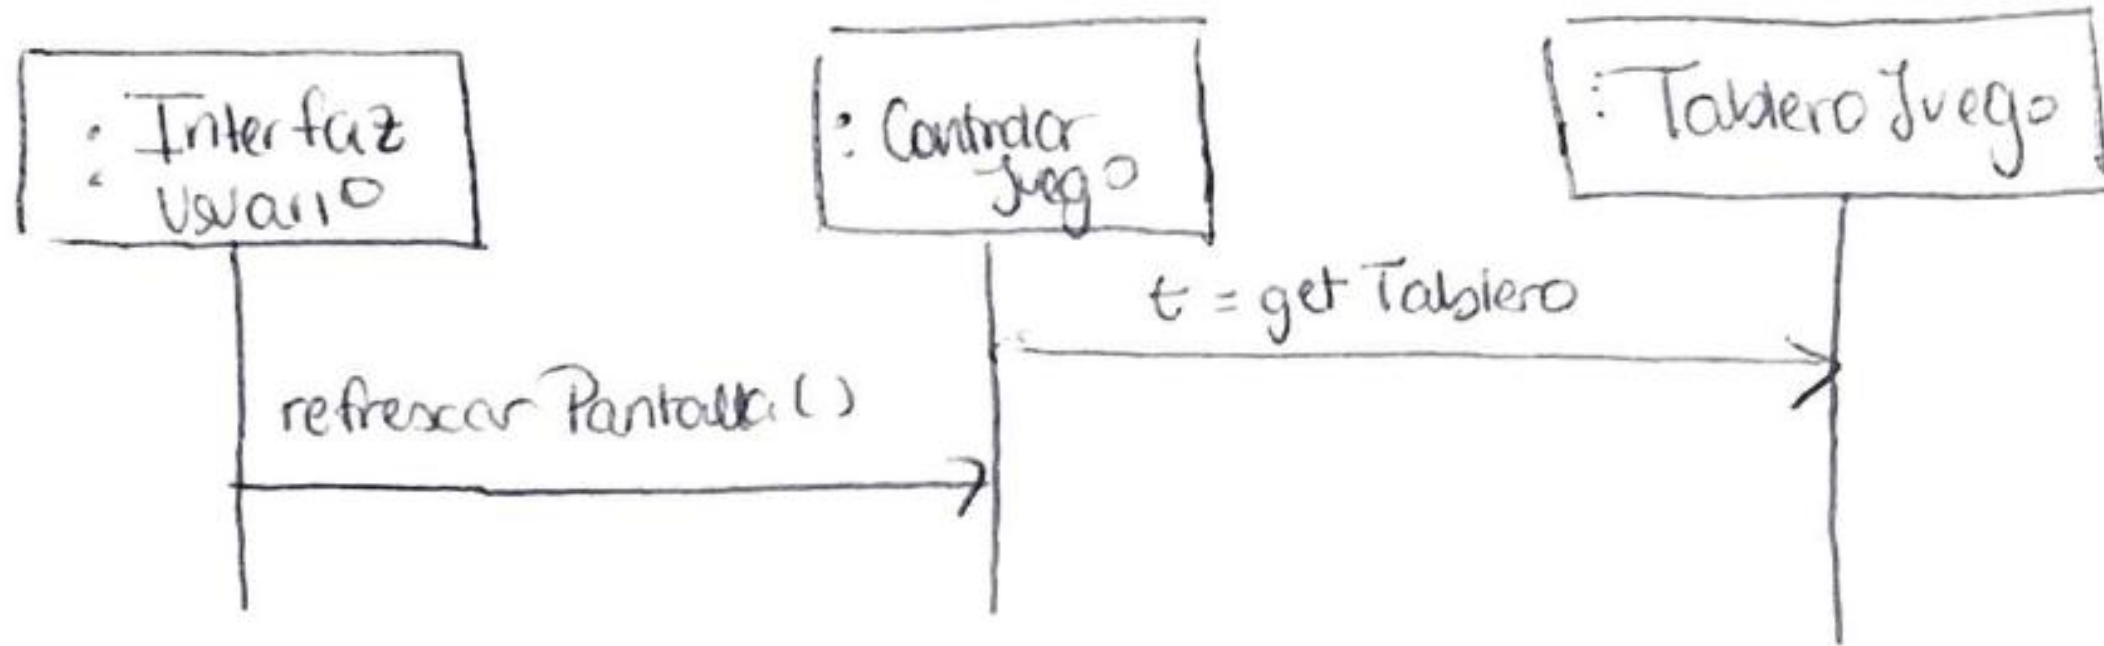 : Interfaz
Usuario
: Controlar
Juego
: Tablero Juego
t = get Tablero
refrescar Pantalla ( )